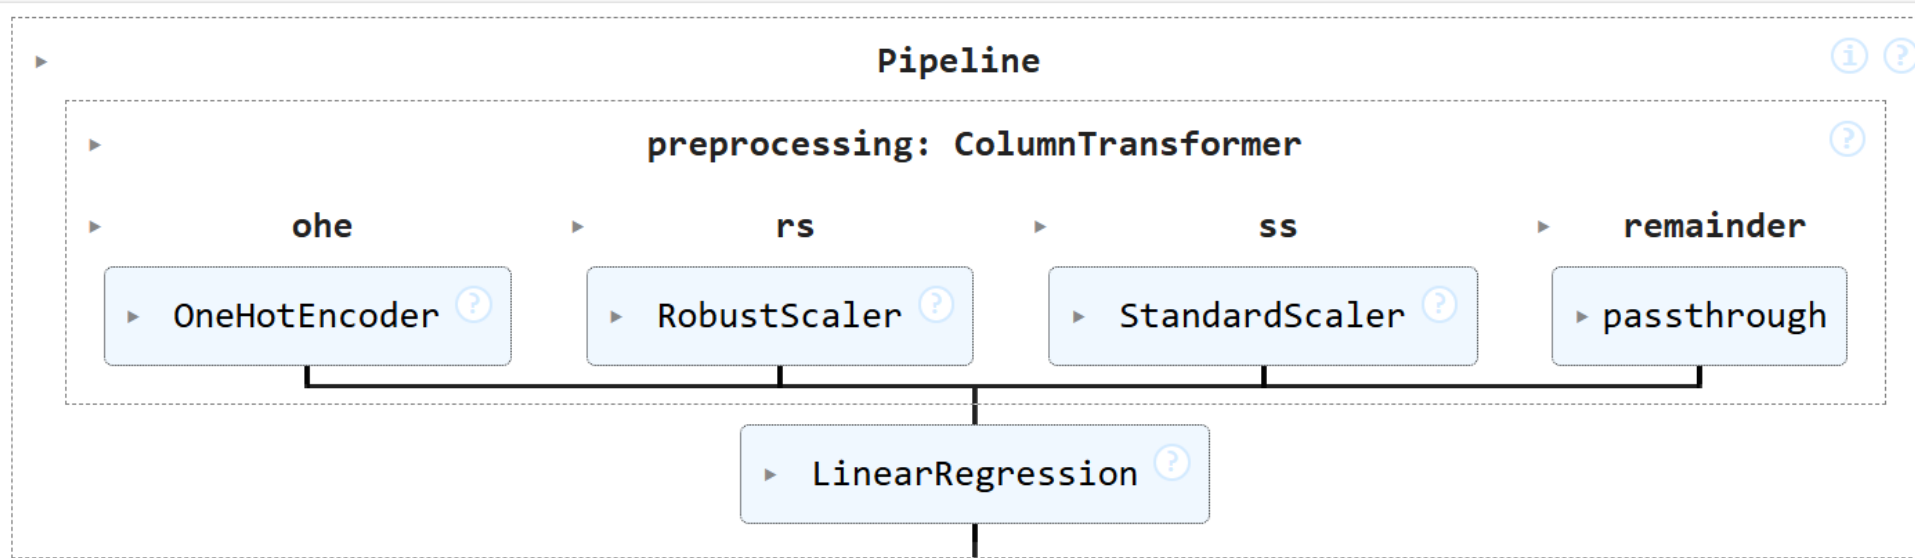 Pipeline
i ?
preprocessing: ColumnTransformer
?
ohe rs ss remainder
OneHotEncoder ? RobustScaler ? StandardScaler ? passthrough
LinearRegression ?